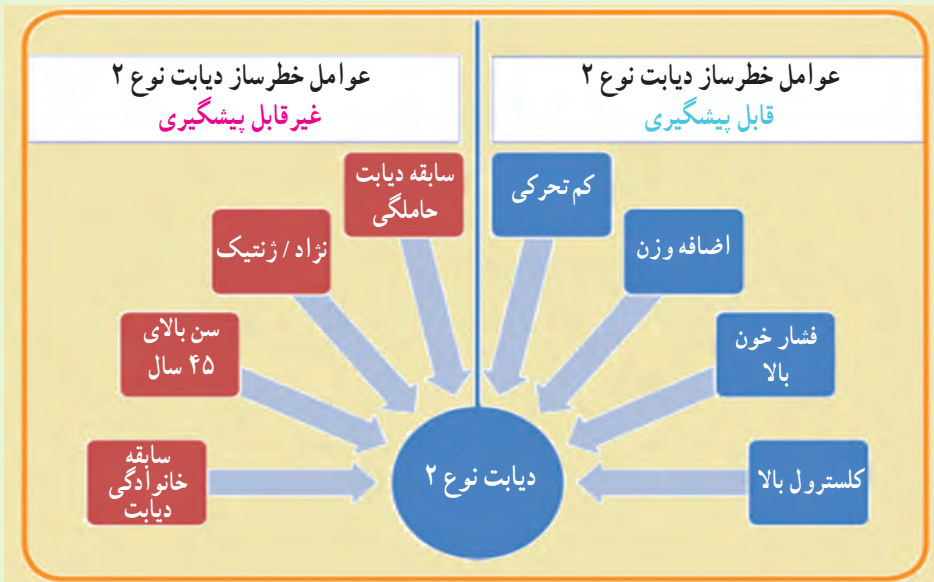 عوامل خطرساز دیابت نوع ۲
قابل پیشگیری
عوامل خطرساز دیابت نوع ۲
غیرقابل پیشگیری
کم تحرکی
اضافه وزن
فشار خون
بالا
کلسترول بالا
سابقه دیابت
حاملگی
نژاد / ژنتیک
سن بالای
۴۵ سال
سابقه
خانوادگی
دیابت
دیابت نوع ۲